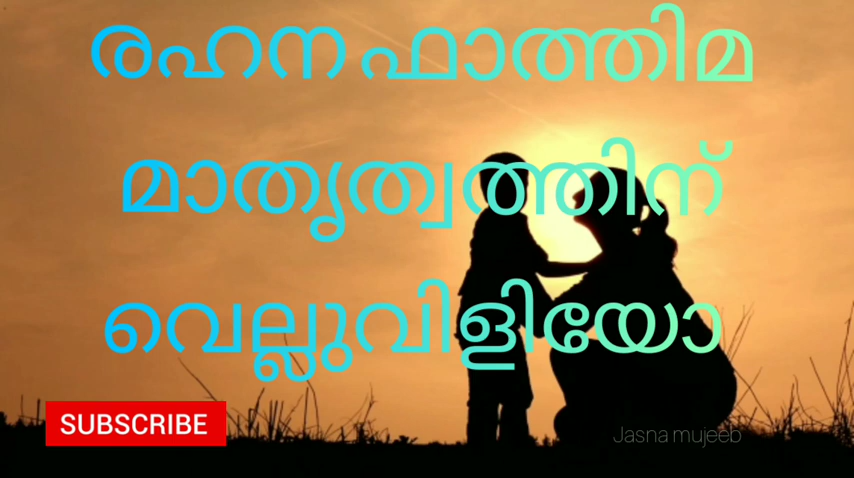 രഹന ഫാത്തിമ
മാതൃത്വത്തിന്
വെല്ലുവിളിയോ
SUBSCRIBE
Jasna mujeeb